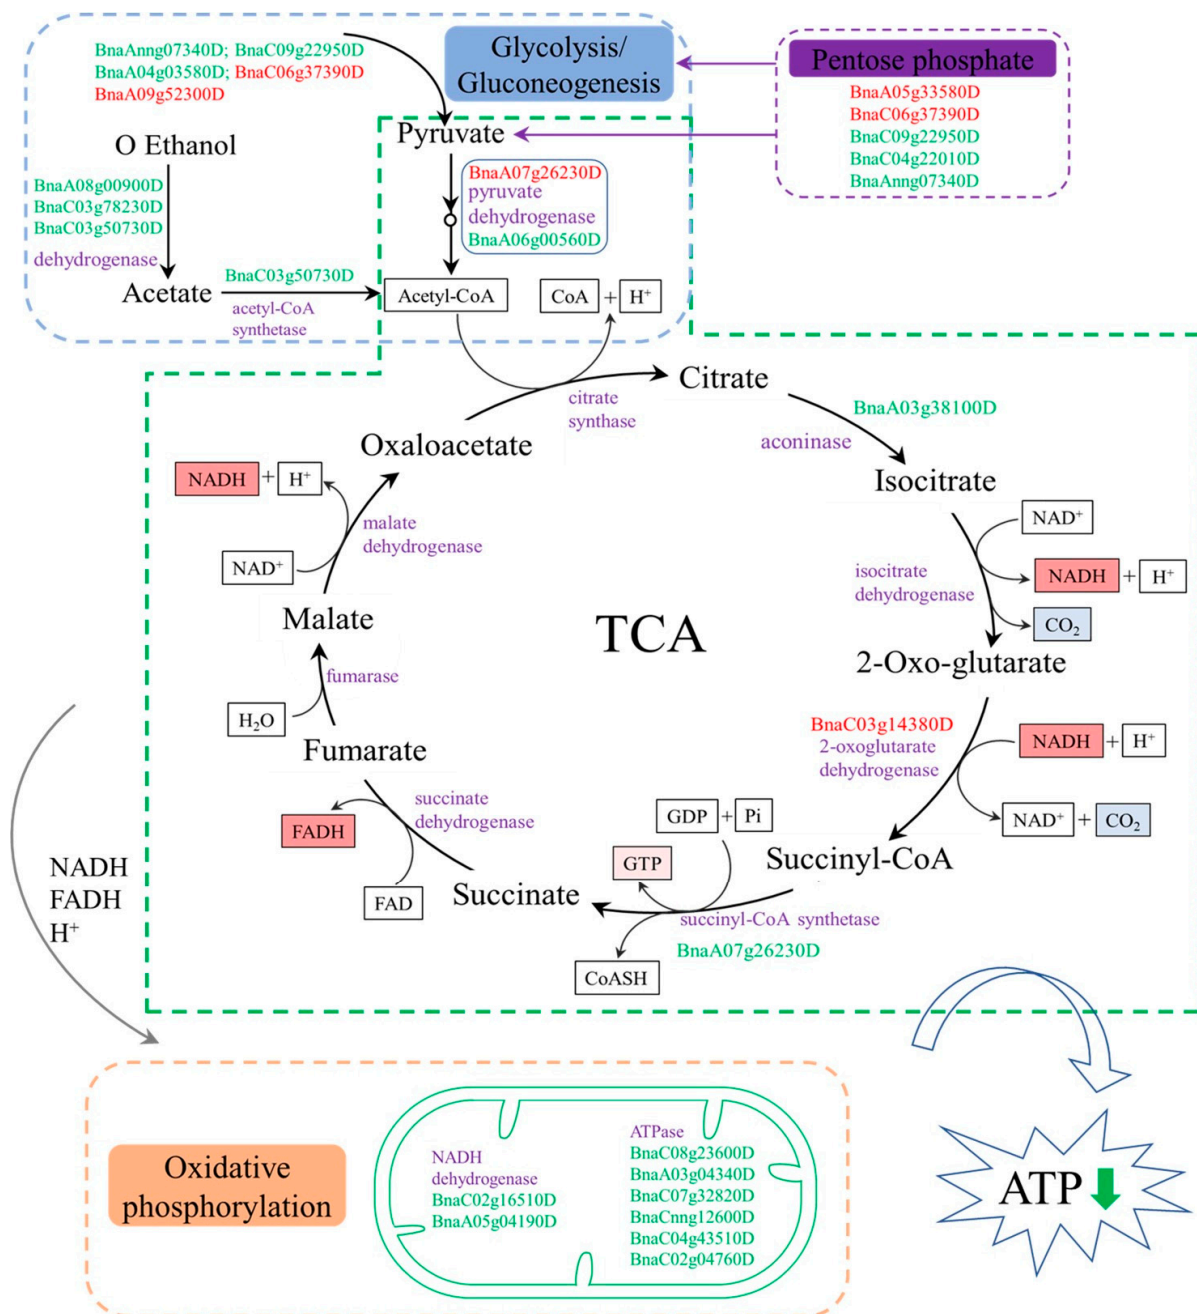 BnaAnng07340D; BnaC09g22950D
BnaA04g03580D; BnaC06g37390D
BnaA09g52300D
Glycolysis/
Gluconeogenesis
Pentose phosphate
BnaA05g33580D
BnaC06g37390D
BnaC09g22950D
BnaC04g22010D
BnaAnng07340D
O Ethanol
Pyruvate
BnaA08g00900D
BnaC03g78230D
BnaC03g50730D
dehydrogenase
BnaA07g26230D
pyruvate
dehydrogenase
BnaA06g00560D
Acetate
BnaC03g50730D
acetyl-CoA
synthetase
Acetyl-CoA
CoA + H⁺
citrate
synthase
Citrate
BnaA03g38100D
aconinase
Oxaloacetate
Isocitrate
NADH + H⁺
malate
dehydrogenase
NAD⁺
NAD⁺
isocitrate
dehydrogenase
NADH + H⁺
CO₂
Malate
TCA
2-Oxo-glutarate
fumarase
H₂O
Fumarate
BnaC03g14380D
2-oxoglutarate
dehydrogenase
NADH + H⁺
NAD⁺ + CO₂
succinate
dehydrogenase
FADH
FAD
GDP + Pi
GTP
Succinyl-CoA
Succinate
succinyl-CoA synthetase
BnaA07g26230D
CoASH
NADH
FADH
H⁺
Oxidative
phosphorylation
NADH
dehydrogenase
BnaC02g16510D
BnaA05g04190D
ATPase
BnaC08g23600D
BnaA03g04340D
BnaC07g32820D
BnaCnng12600D
BnaC04g43510D
BnaC02g04760D
ATP